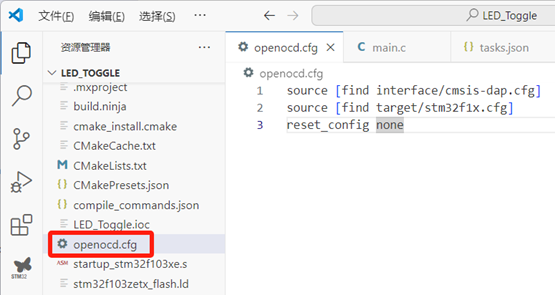 文件(F) 编辑(E) 选择(S) ··· LED_Toggle
资源管理器 ···
openocd.cfg main.c tasks.json
LED_TOGGLE
openocd.cfg
.mxproject
build.ninja
cmake_install.cmake
CMakeCache.txt
M CMakeLists.txt
{} CMakePresets.json
{} compile_commands.json
LED_Toggle.ioc
openocd.cfg
ASM startup_stm32f103xe.s
stm32f103zetx_flash.ld
STM32
1 source [find interface/cmsis-dap.cfg]
2 source [find target/stm32f1x.cfg]
3 reset_config none